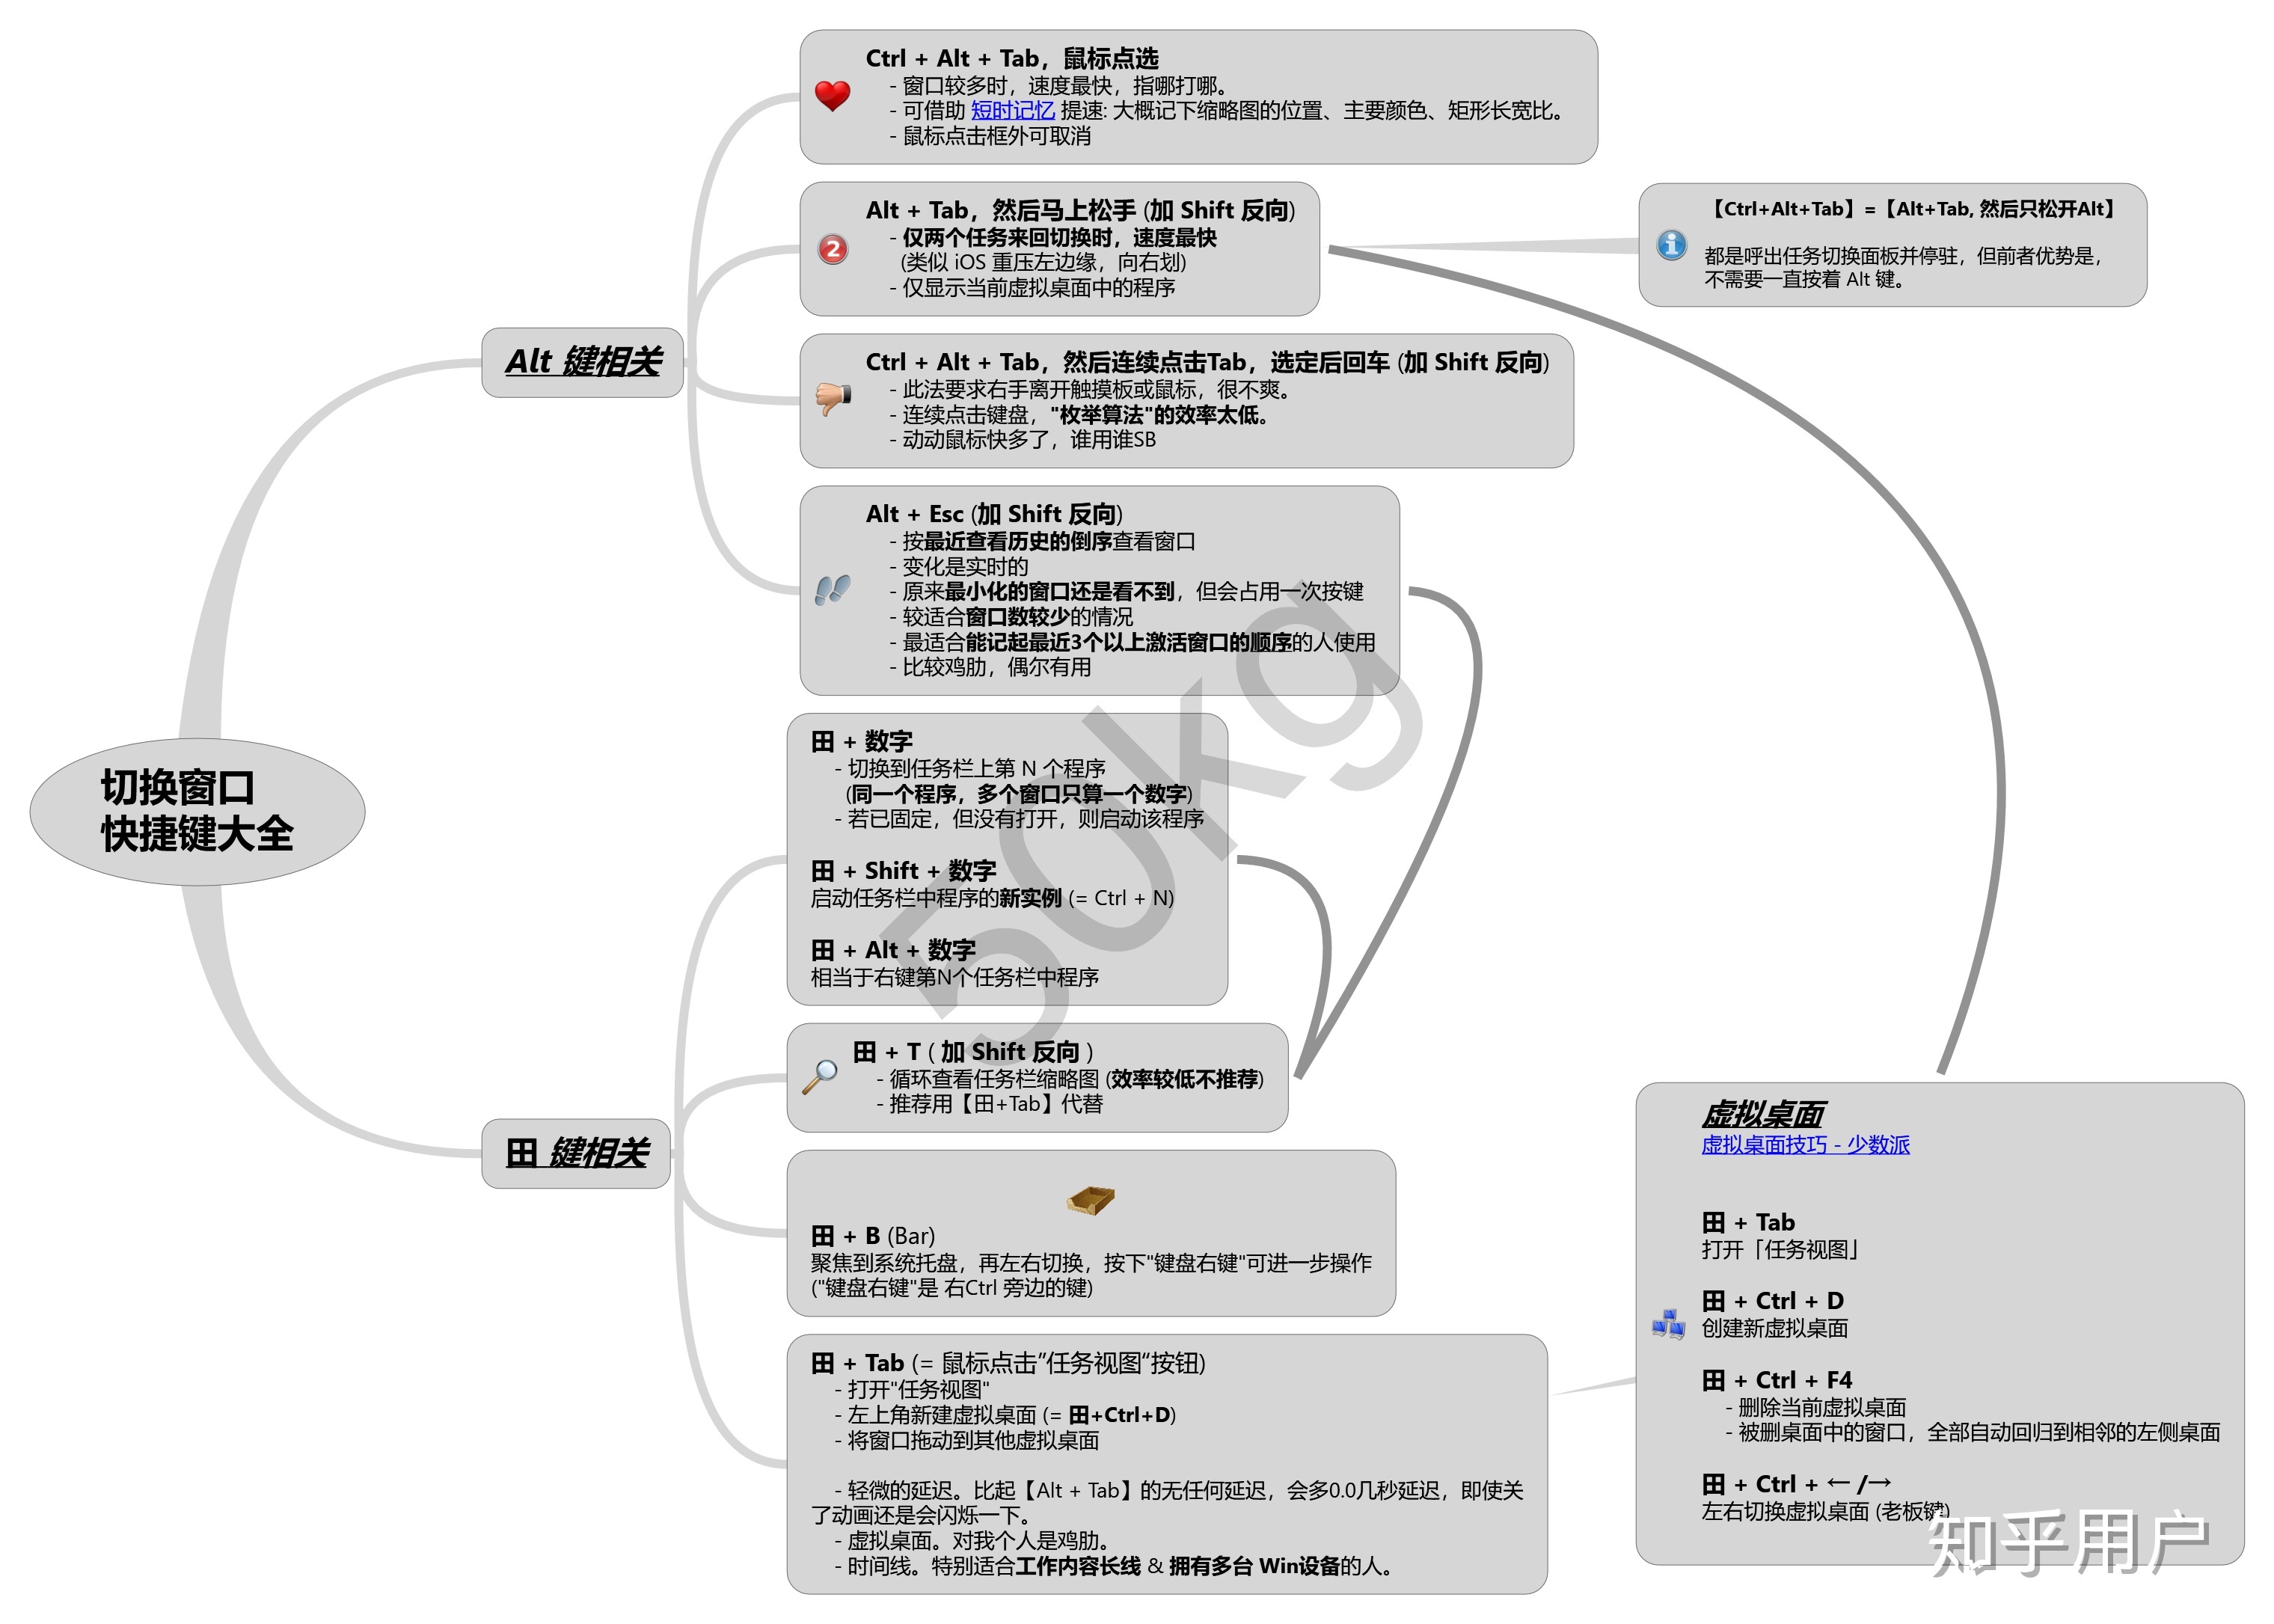 切换窗口
快捷键大全
Alt 键相关
Ctrl + Alt + Tab，鼠标点选
- 窗口较多时，速度最快，指哪打哪。
- 可借助 短时记忆 提速: 大概记下缩略图的位置、主要颜色、矩形长宽比。
- 鼠标点击框外可取消
2
Alt + Tab，然后马上松手 (加 Shift 反向)
- 仅两个任务来回切换时，速度最快
(类似 iOS 重压左边缘，向右划)
- 仅显示当前虚拟桌面中的程序
【Ctrl+Alt+Tab】=【Alt+Tab, 然后只松开Alt】
都是呼出任务切换面板并停驻，但前者优势是，
不需要一直按着 Alt 键。
Ctrl + Alt + Tab，然后连续点击Tab，选定后回车 (加 Shift 反向)
- 此法要求右手离开触摸板或鼠标，很不爽。
- 连续点击键盘，"枚举算法"的效率太低。
- 动动鼠标快多了，谁用谁SB
Alt + Esc (加 Shift 反向)
- 按最近查看历史的倒序查看窗口
- 变化是实时的
- 原来最小化的窗口还是看不到，但会占用一次按键
- 较适合窗口数较少的情况
- 最适合能记起最近3个以上激活窗口的顺序的人使用
- 比较鸡肋，偶尔有用
田 键相关
田 + 数字
- 切换到任务栏上第 N 个程序
(同一个程序，多个窗口只算一个数字)
- 若已固定，但没有打开，则启动该程序
田 + Shift + 数字
启动任务栏中程序的新实例 (= Ctrl + N)
田 + Alt + 数字
相当于右键第N个任务栏中程序
田 + T ( 加 Shift 反向 )
- 循环查看任务栏缩略图 (效率较低不推荐)
- 推荐用【田+Tab】代替
田 + B (Bar)
聚焦到系统托盘，再左右切换，按下"键盘右键"可进一步操作
("键盘右键"是 右Ctrl 旁边的键)
田 + Tab (= 鼠标点击”任务视图“按钮)
- 打开"任务视图"
- 左上角新建虚拟桌面 (= 田+Ctrl+D)
- 将窗口拖动到其他虚拟桌面
- 轻微的延迟。比起【Alt + Tab】的无任何延迟，会多0.0几秒延迟，即使关
了动画还是会闪烁一下。
- 虚拟桌面。对我个人是鸡肋。
- 时间线。特别适合工作内容长线 & 拥有多台 Win设备的人。
虚拟桌面
虚拟桌面技巧 - 少数派
田 + Tab
打开「任务视图」
田 + Ctrl + D
创建新虚拟桌面
田 + Ctrl + F4
- 删除当前虚拟桌面
- 被删桌面中的窗口，全部自动回归到相邻的左侧桌面
田 + Ctrl + ← /→
左右切换虚拟桌面 (老板键)
50kg
知乎用户